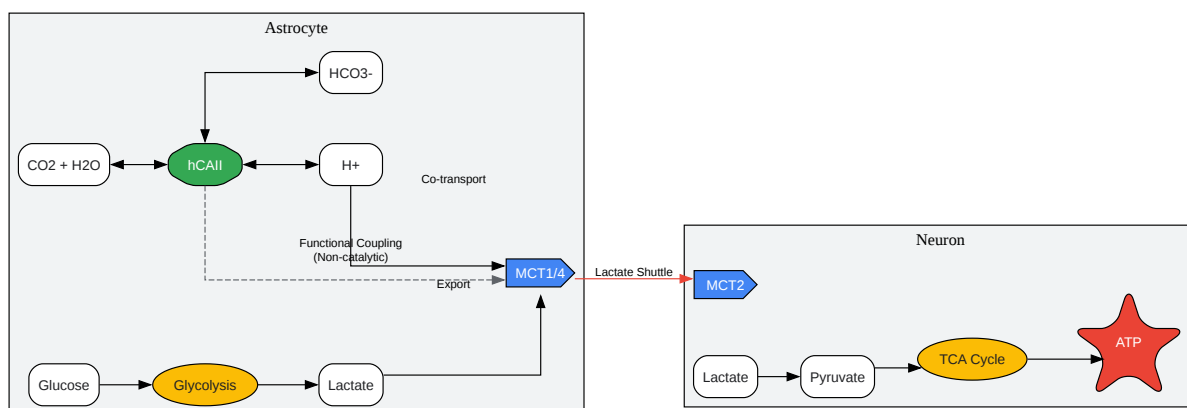 Astrocyte
HCO3-
CO2 + H2O
hCAII
H+
Co-transport
Functional Coupling
(Non-catalytic)
MCT1/4
Export
Lactate Shuttle
Glucose
Glycolysis
Lactate
Neuron
MCT2
ATP
TCA Cycle
Lactate
Pyruvate